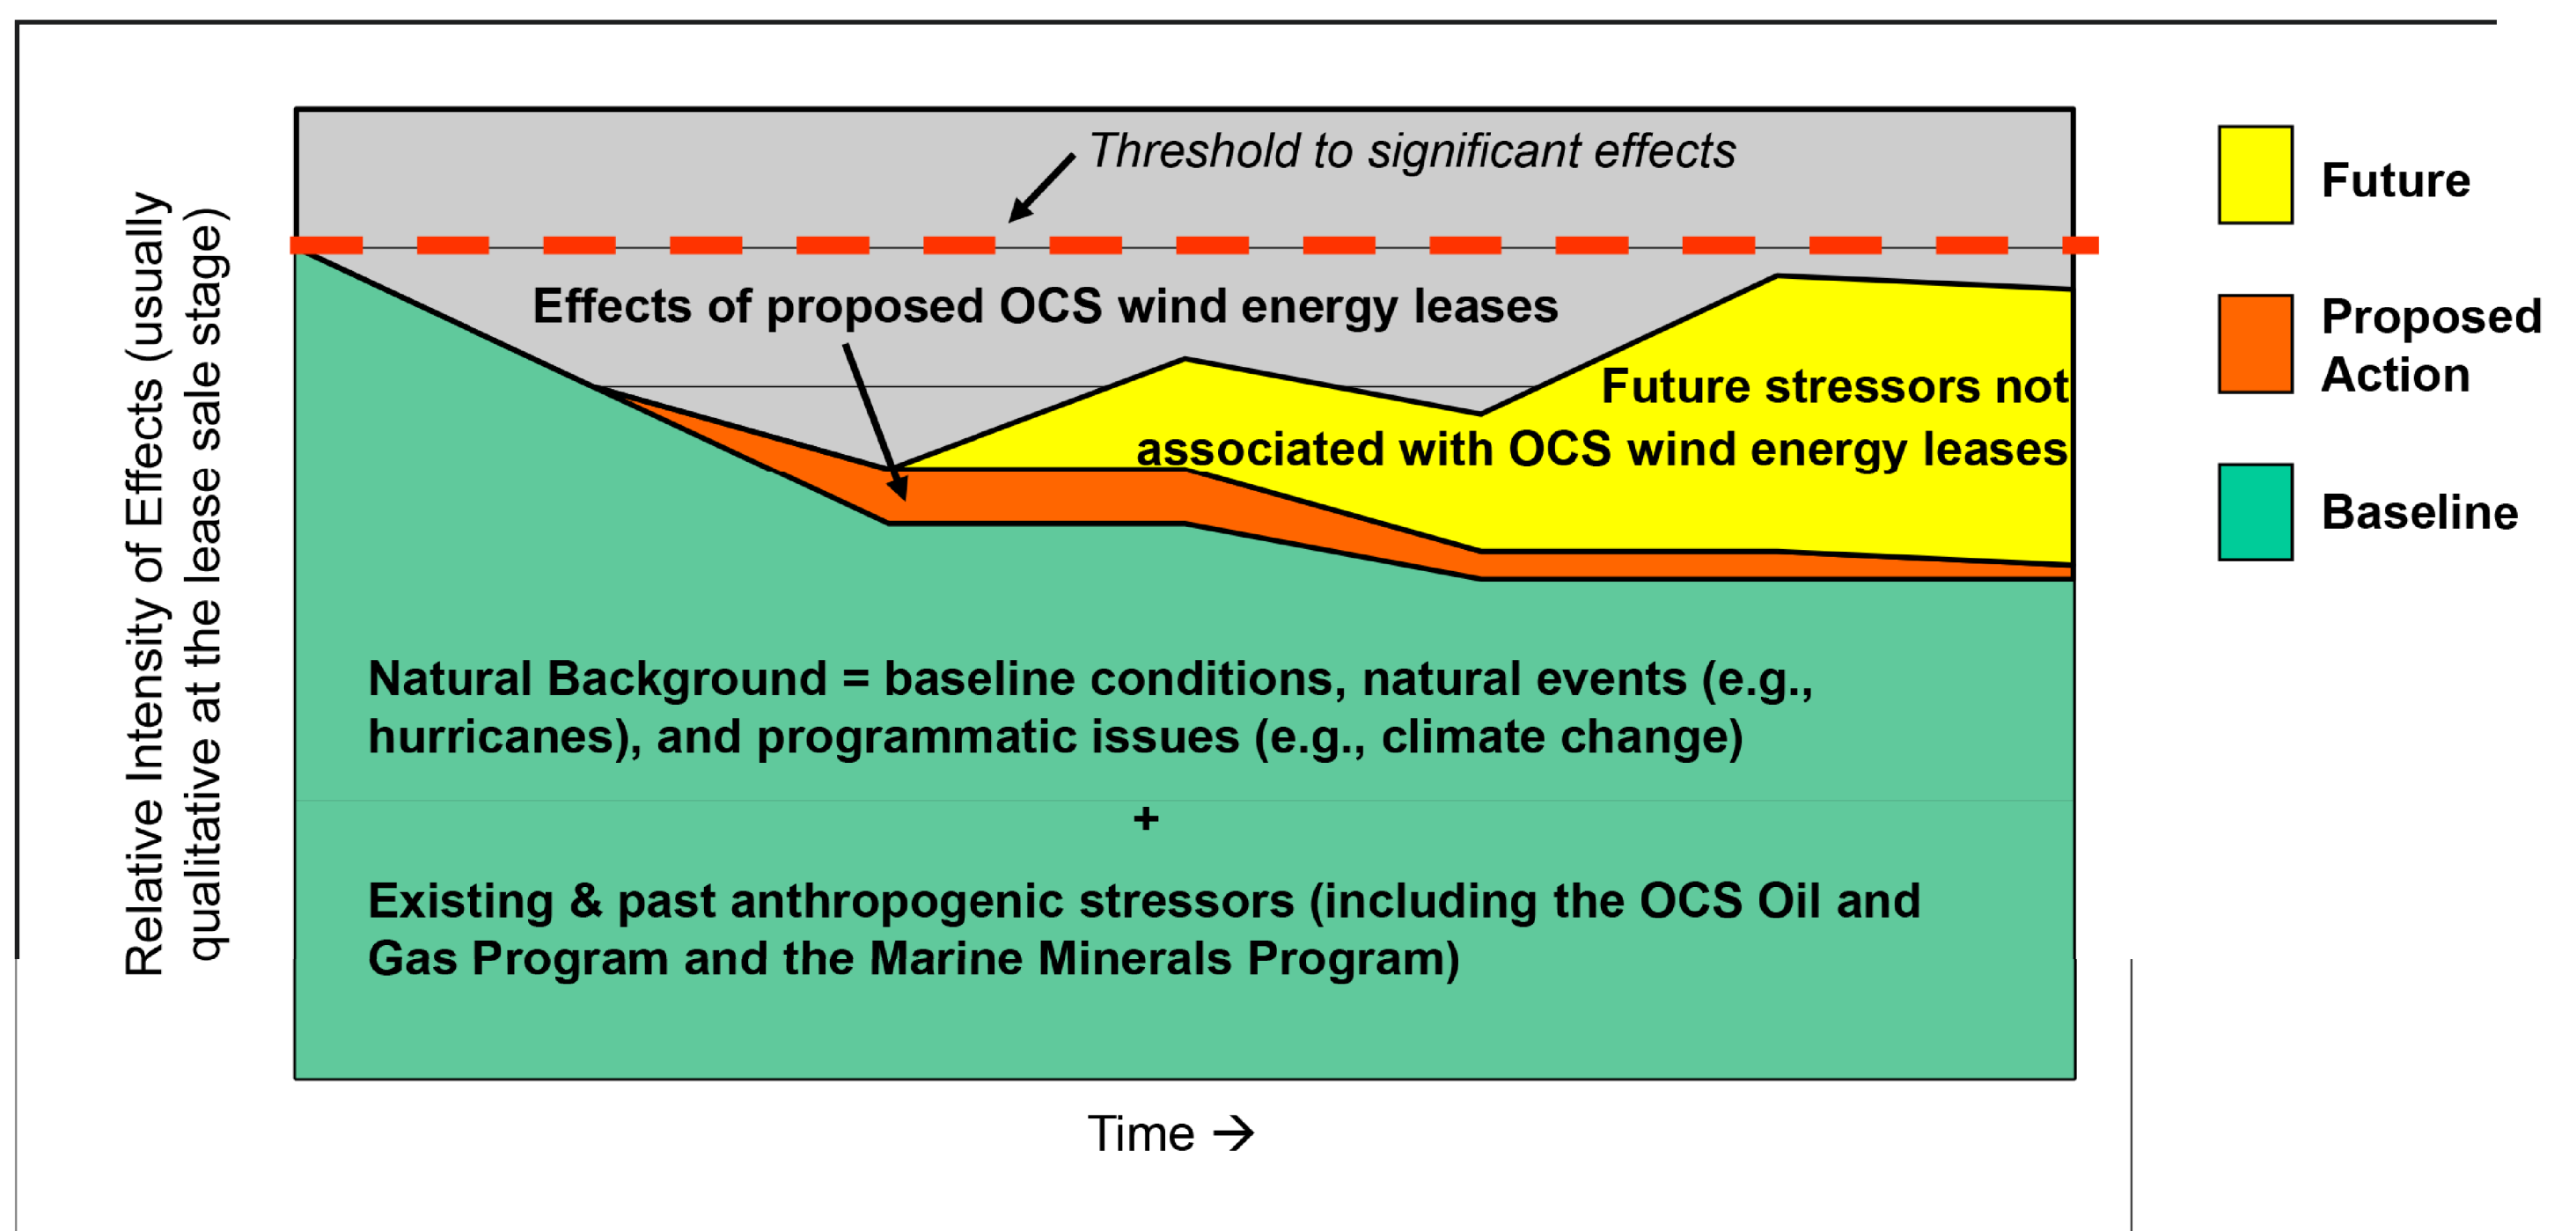 Relative Intensity of Effects (usually
qualitative at the lease sale stage)
Threshold to significant effects
Effects of proposed OCS wind energy leases
Future stressors not
associated with OCS wind energy leases
Natural Background = baseline conditions, natural events (e.g.,
hurricanes), and programmatic issues (e.g., climate change)
+
Existing & past anthropogenic stressors (including the OCS Oil and
Gas Program and the Marine Minerals Program)
Time →
Future
Proposed
Action
Baseline